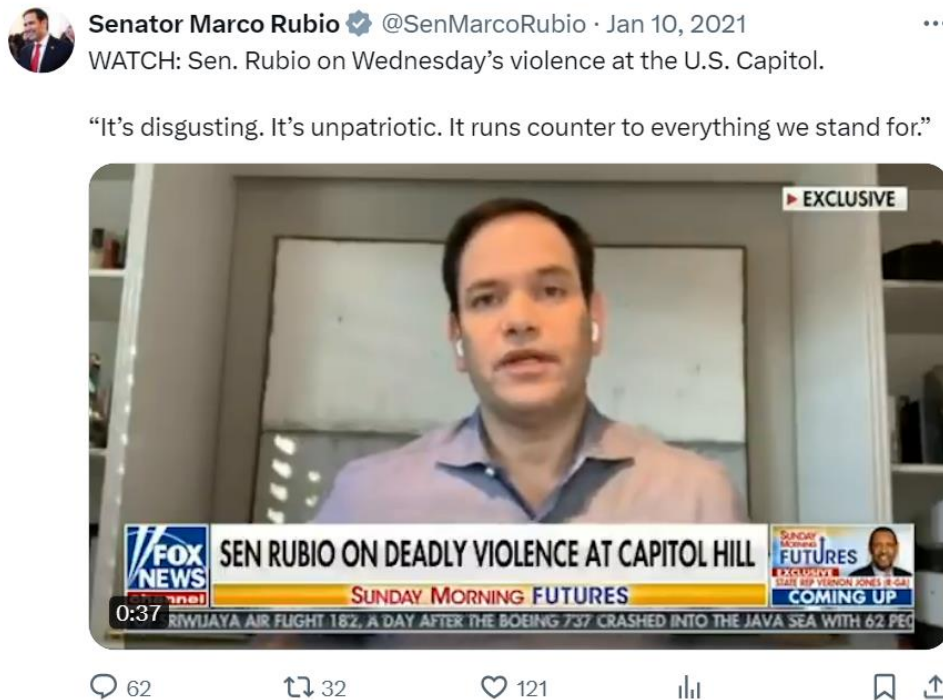 Senator Marco Rubio @SenMarcoRubio · Jan 10, 2021
WATCH: Sen. Rubio on Wednesday’s violence at the U.S. Capitol.
“It’s disgusting. It’s unpatriotic. It runs counter to everything we stand for.”
EXCLUSIVE
FOX
NEWS
channel
SEN RUBIO ON DEADLY VIOLENCE AT CAPITOL HILL
SUNDAY MORNING FUTURES
SUNDAY
MORNING
FUTURES
EXCLUSIVE
STATE REP VERNON JONES (R-GA)
COMING UP
0:37
RIWIJAYA AIR FLIGHT 182, A DAY AFTER THE BOEING 737 CRASHED INTO THE JAVA SEA WITH 62 PEO
62
32
121